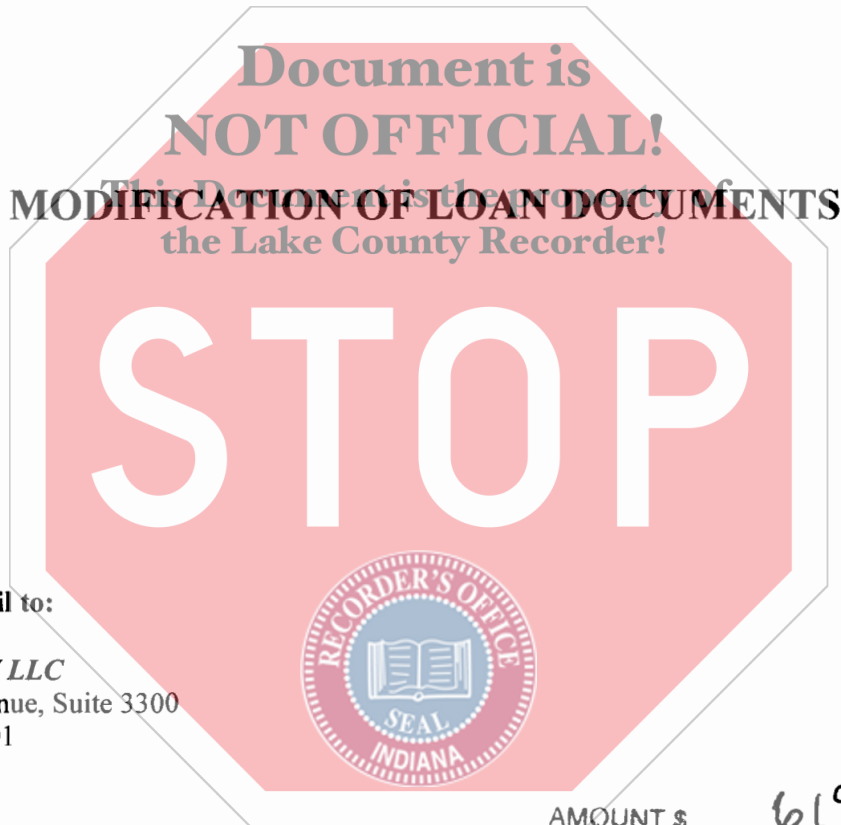 Document is
NOT OFFICIAL!
This Document is the property of
MODIFICATION OF LOAN DOCUMENTS
the Lake County Recorder!
STOP
il to:
LLC
nue, Suite 3300
1
RECORDER'S OFFICE
SEAL
INDIANA
AMOUNT $ 61